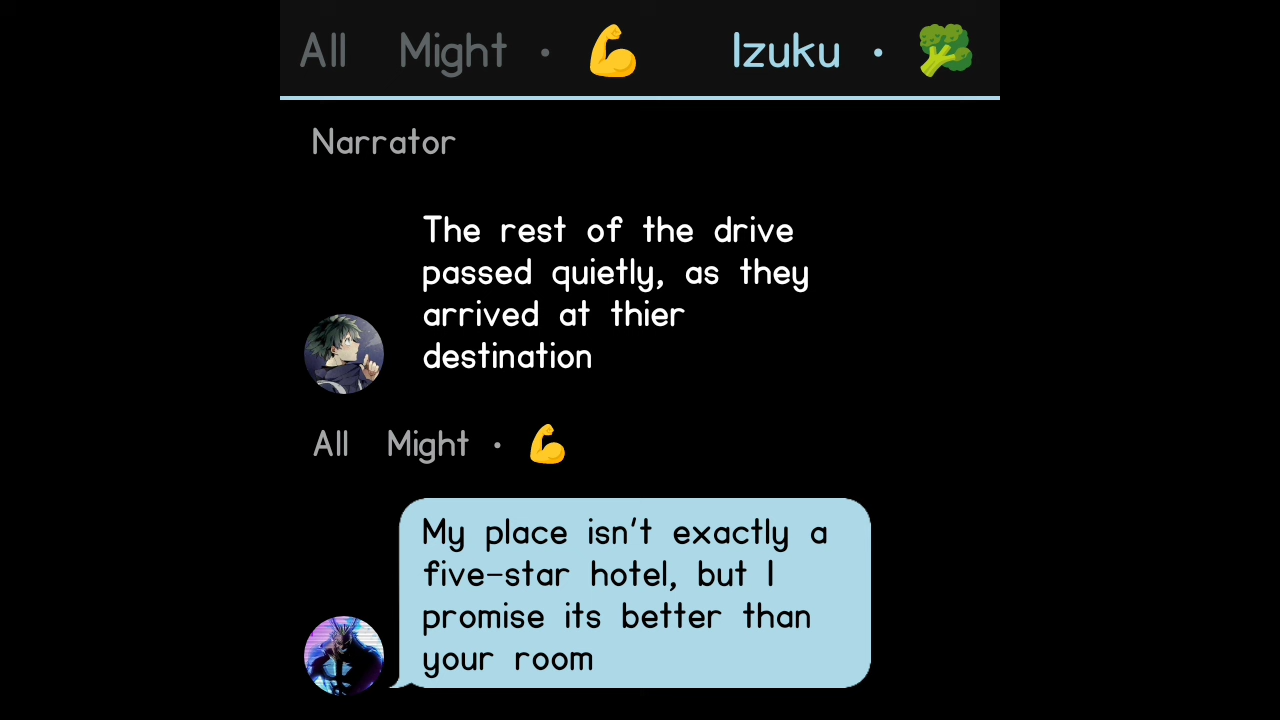 All Might • 💪 Izuku • 🥦
Narrator
The rest of the drive
passed quietly, as they
arrived at thier
destination
All Might • 💪
My place isn't exactly a
five-star hotel, but I
promise its better than
your room